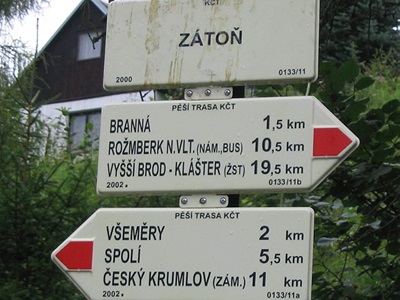 KČT
ZÁTOŇ
2000 0133/11
PĚŠÍ TRASA KČT
BRANNÁ 1,5 km
ROŽMBERK N.VLT. (NÁM.,BUS) 10,5 km
VYŠŠÍ BROD - KLÁŠTER (ŽST) 19,5 km
2002 0133/11b
PĚŠÍ TRASA KČT
VŠEMĚRY 2 km
SPOLÍ 5,5 km
ČESKÝ KRUMLOV (ZÁM.) 11 km
2002 0133/11a